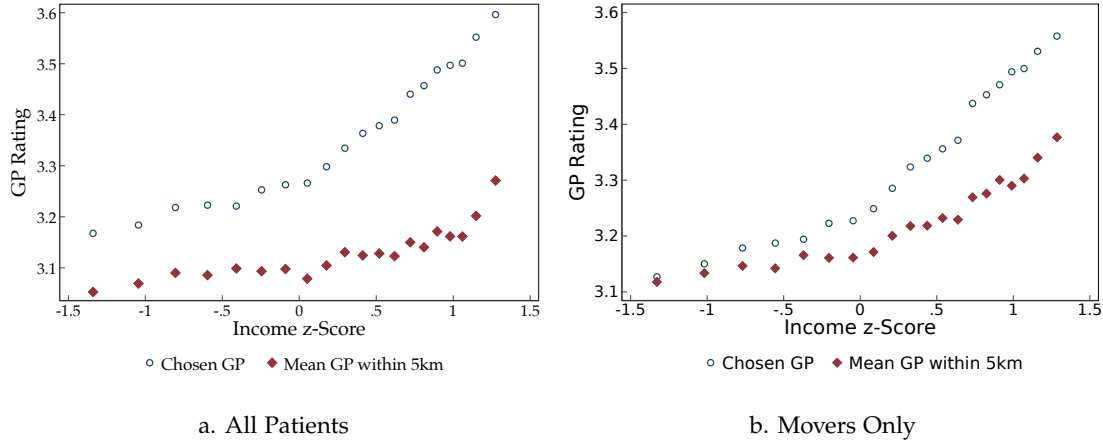 3.6
3.5
3.4
3.3
3.2
3.1
GP Rating
-1.5 -1 -.5 0 .5 1 1.5
Income z-Score
Chosen GP Mean GP within 5km
a. All Patients
3.6
3.5
3.4
3.3
3.2
3.1
GP Rating
-1.5 -1 -.5 0 .5 1 1.5
Income z-Score
Chosen GP Mean GP within 5km
b. Movers Only